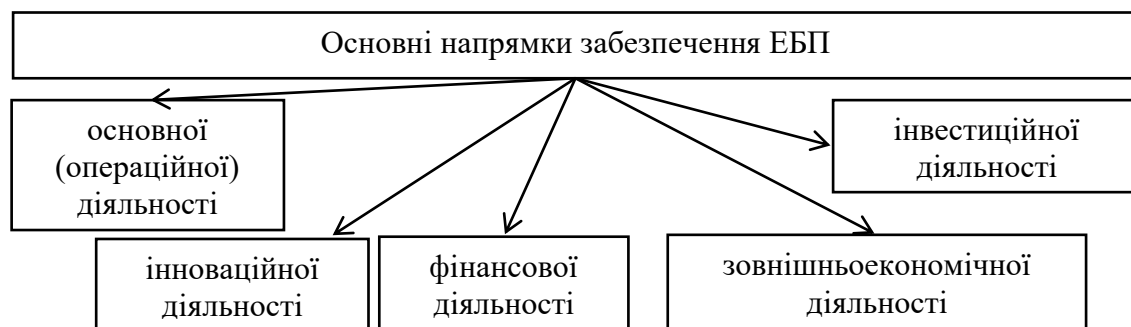 Основні напрямки забезпечення ЕБП
основної
(операційної)
діяльності
інвестиційної
діяльності
інноваційної
діяльності
фінансової
діяльності
зовнішньоекономічної
діяльності